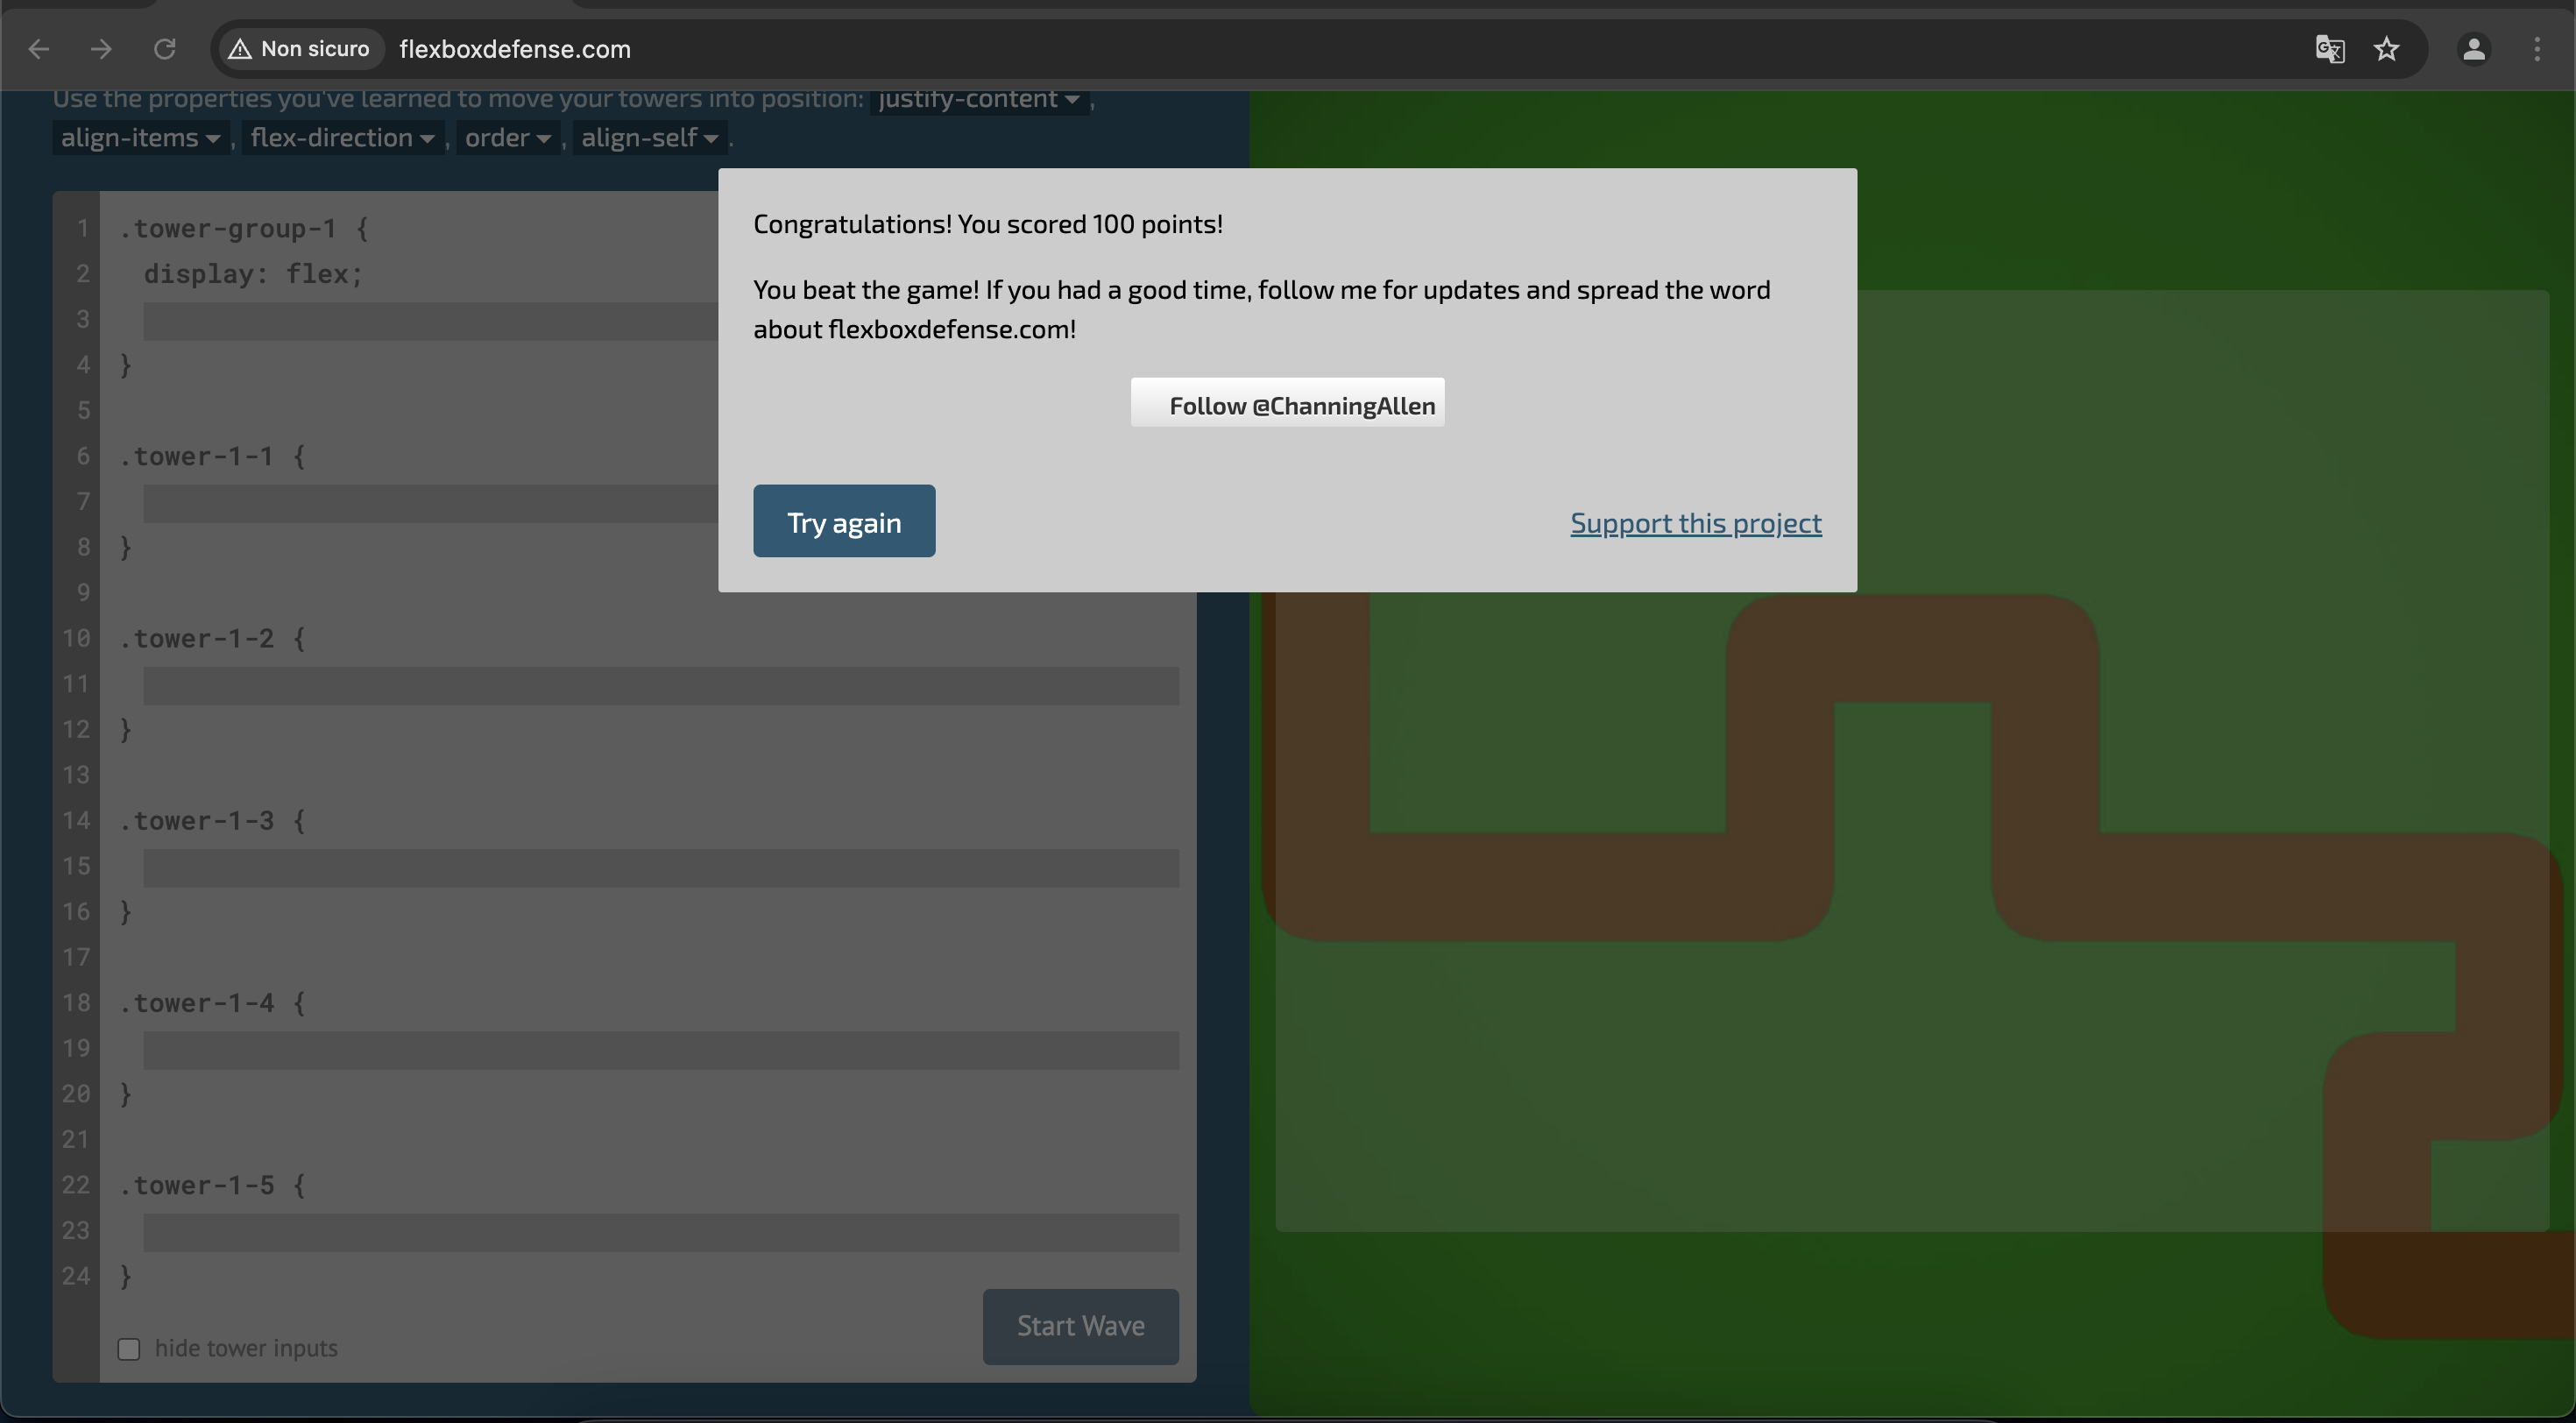 Non sicuro flexboxdefense.com
Use the properties you've learned to move your towers into position: justify-content ,
align-items , flex-direction , order , align-self .
1 .tower-group-1 {
2 display: flex;
3
4 }
5
6 .tower-1-1 {
7
8 }
9
10 .tower-1-2 {
11
12 }
13
14 .tower-1-3 {
15
16 }
17
18 .tower-1-4 {
19
20 }
21
22 .tower-1-5 {
23
24 }
hide tower inputs
Start Wave
Congratulations! You scored 100 points!
You beat the game! If you had a good time, follow me for updates and spread the word
about flexboxdefense.com!
Follow @ChanningAllen
Try again
Support this project